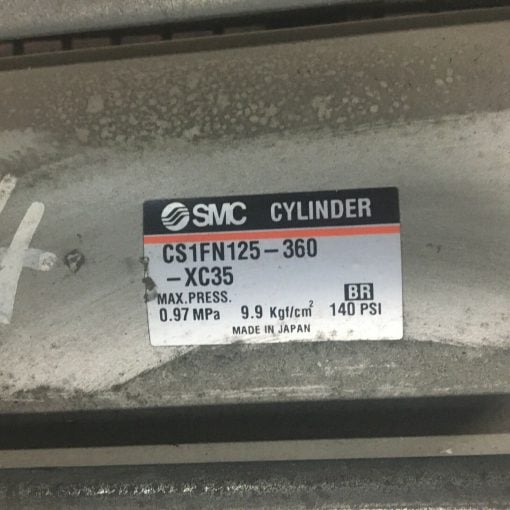 SMC CYLINDER
CS1FN125-360
-XC35
MAX.PRESS. BR
0.97 MPa 9.9 Kgf/cm² 140 PSI
MADE IN JAPAN